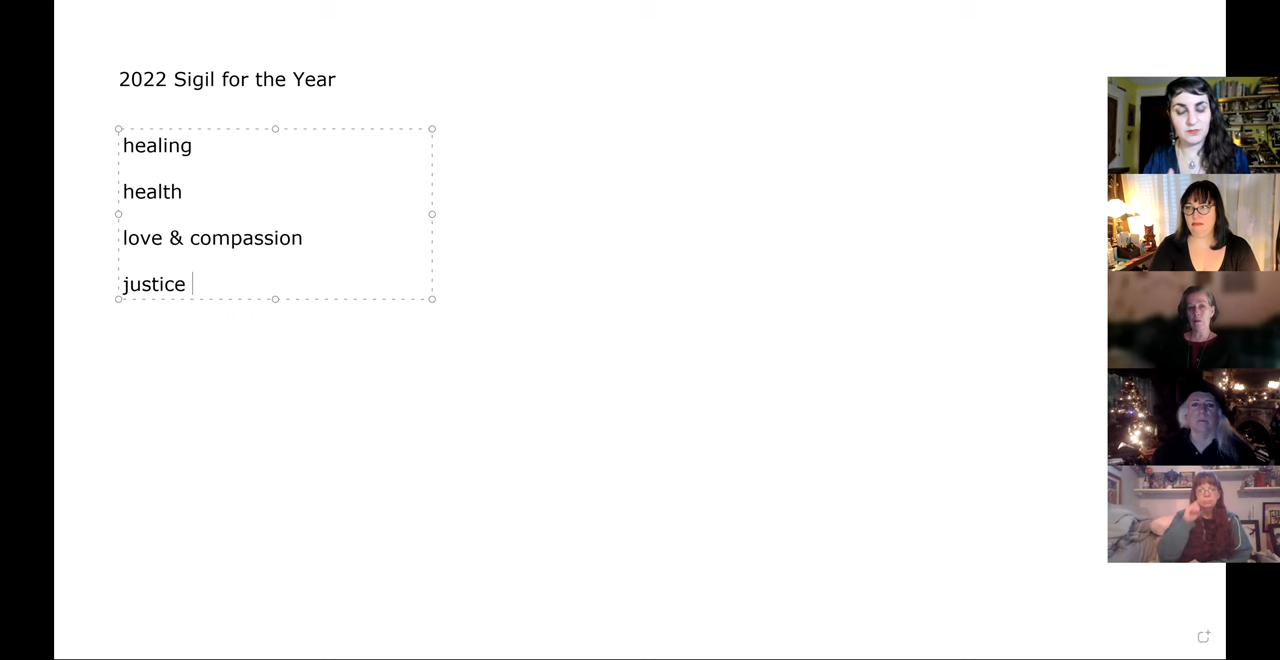 2022 Sigil for the Year
healing
health
love & compassion
justice